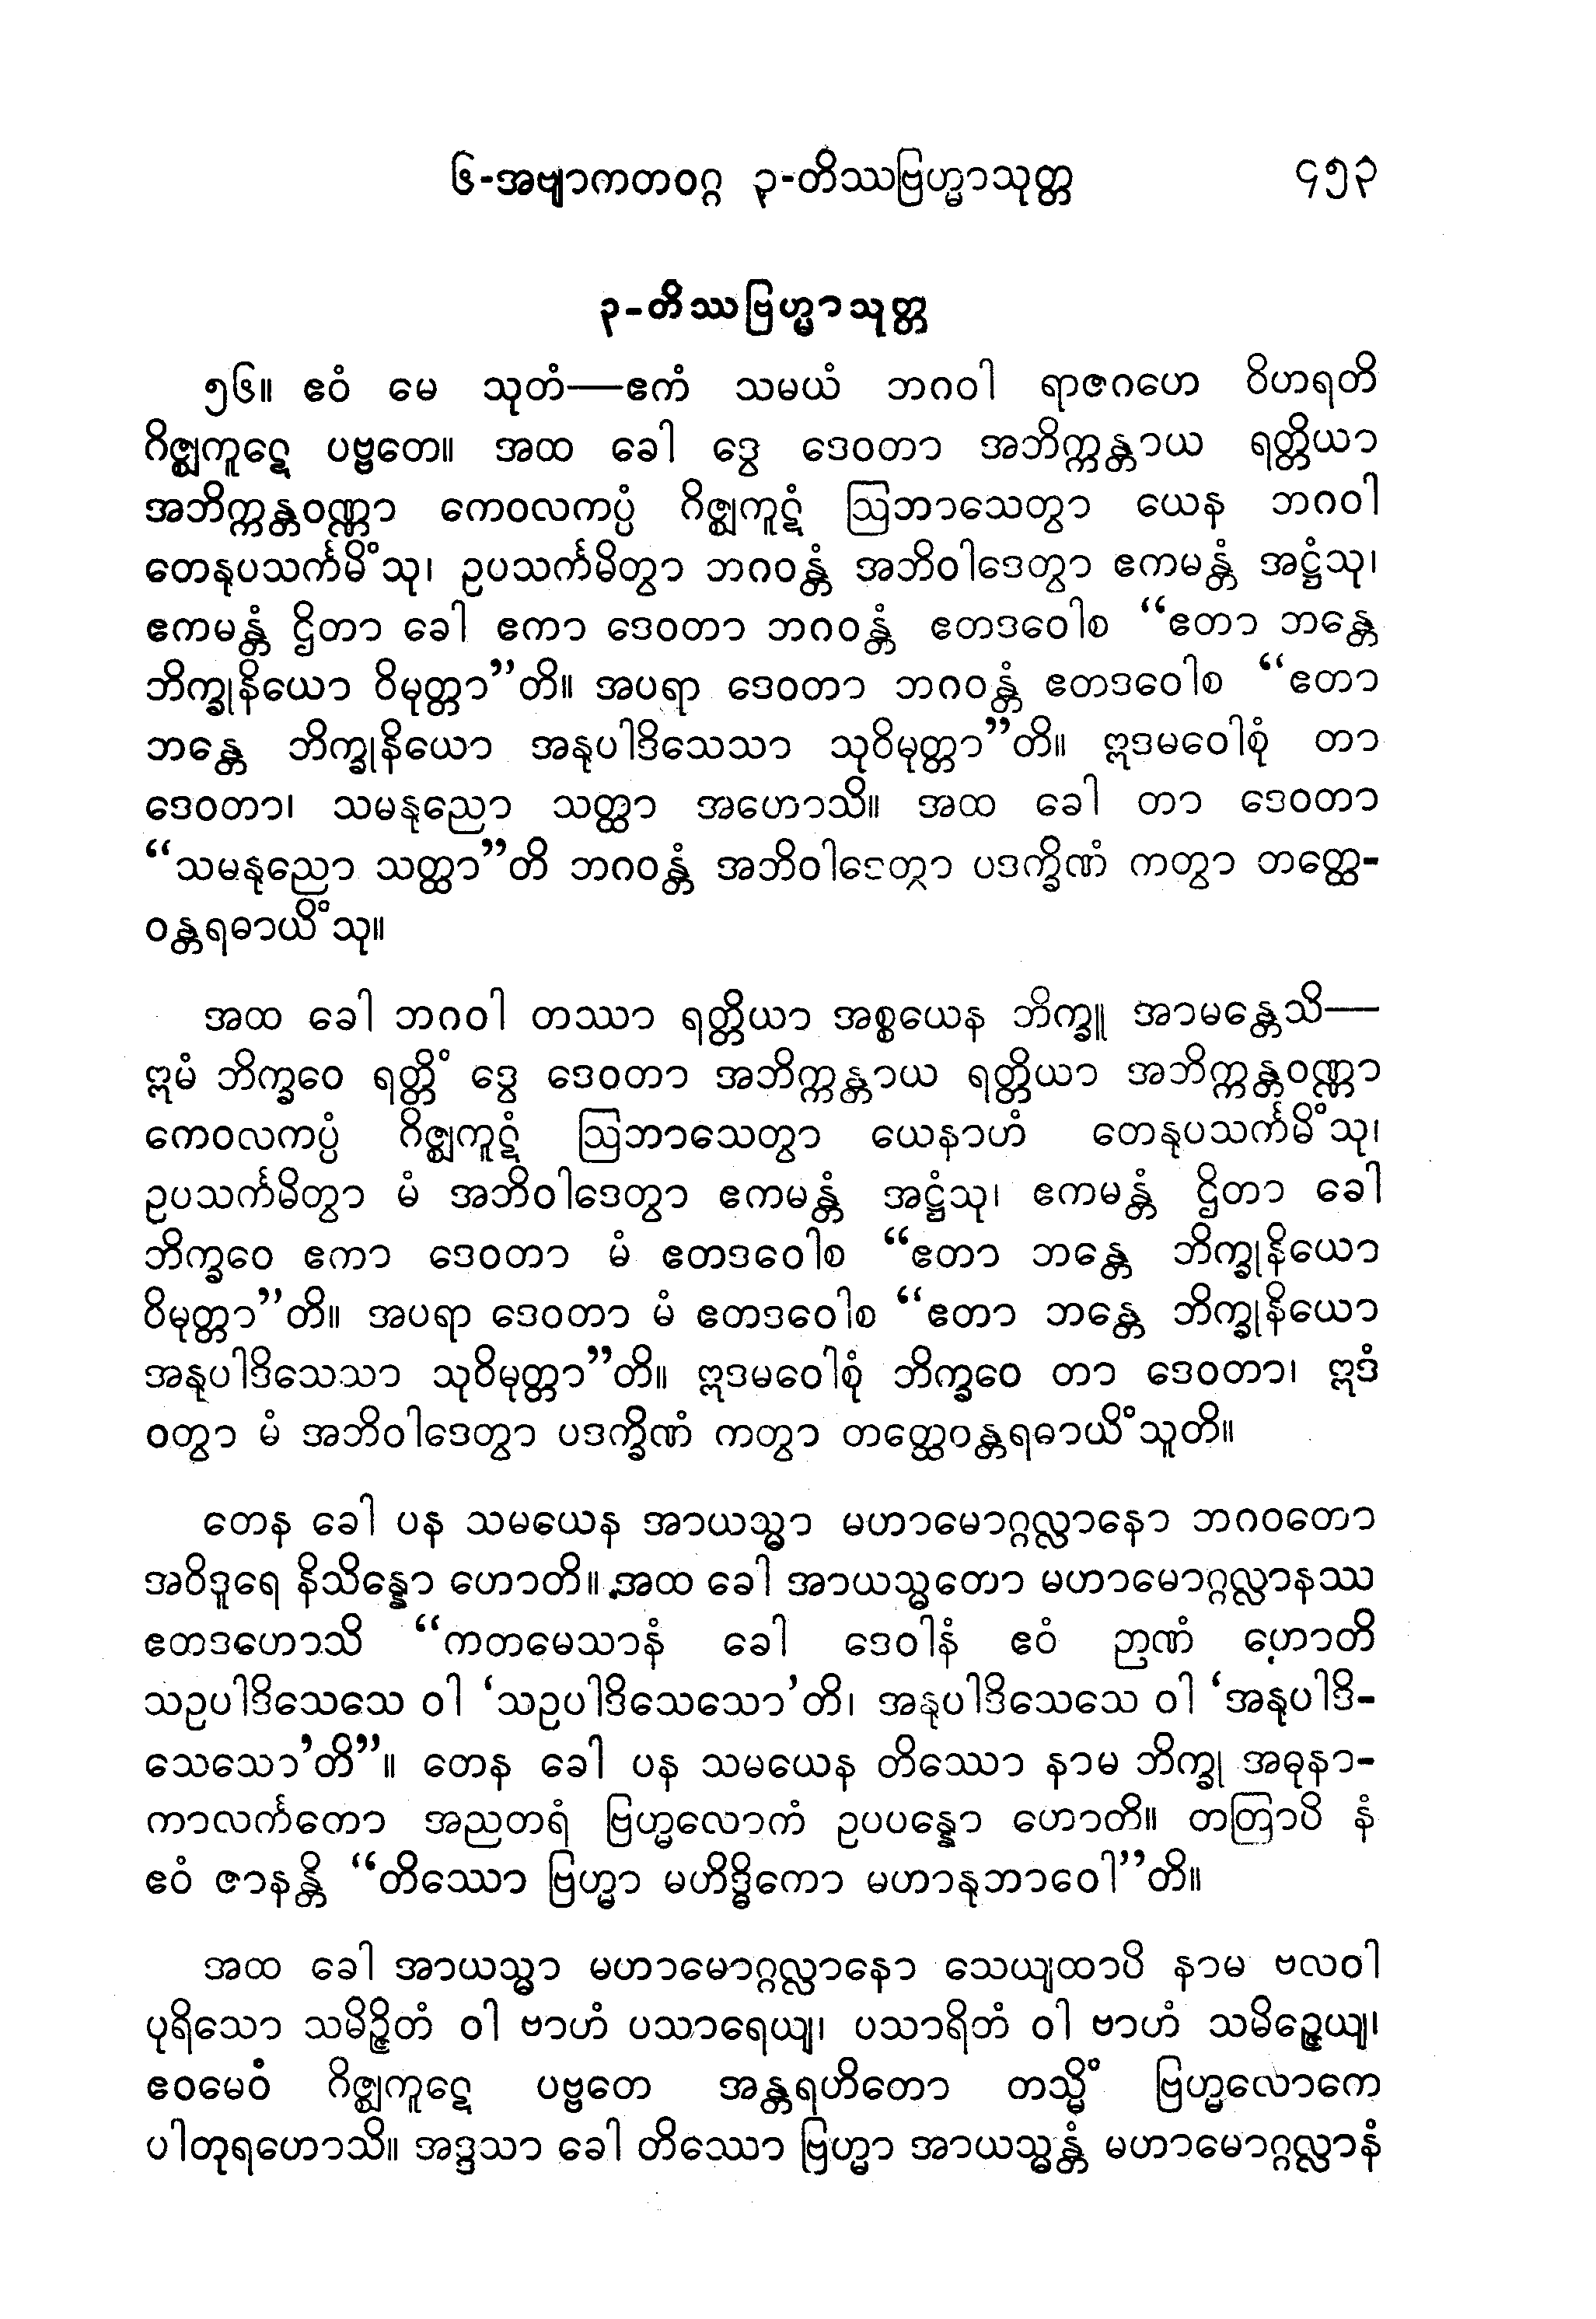 ၆-အဗျာကတဝဂ္ဂ ၃-တိဿဗြဟ္မာသုတ္တ ၄၅၃
၃-တိဿဗြဟ္မာသုတ္တ
၅၆။ ဧဝံ မေ သုတံ—ဧကံ သမယံ ဘဂဝါ ရာဇဂဟေ ဝိဟရတိ
ဂိဇ္ဈကူဋေ ပဗ္ဗတေ။ အထ ခေါ ဒွေ ဒေဝတာ အဘိက္ကန္တာယ ရတ္တိယာ
အဘိက္ကန္တဝဏ္ဏာ ကေဝလကပ္ပံ ဂိဇ္ဈကူဋံ ဩဘာသေတွာ ယေန ဘဂဝါ
တေနုပသင်္ကမိံသု၊ ဥပသင်္ကမိတွာ ဘဂဝန္တံ အဘိဝါဒေတွာ ဧကမန္တံ အဋ္ဌံသု၊
ဧကမန္တံ ဌိတာ ခေါ ဧကာ ဒေဝတာ ဘဂဝန္တံ ဧတဒဝေါစ “ဧတာ ဘန္တေ
ဘိက္ခုနိယော ဝိမုတ္တာ”တိ။ အပရာ ဒေဝတာ ဘဂဝန္တံ ဧတဒဝေါစ “ဧတာ
ဘန္တေ ဘိက္ခုနိယော အနုပါဒိသေသာ သုဝိမုတ္တာ”တိ။ ဣဒမဝေါစုံ တာ
ဒေဝတာ၊ သမနုညော သတ္ထာ အဟောသိ။ အထ ခေါ တာ ဒေဝတာ
“သမနုညော သတ္ထာ”တိ ဘဂဝန္တံ အဘိဝါဒေတွာ ပဒက္ခိဏံ ကတွာ တတ္ထေ-
ဝန္တရဓာယိံသု။
အထ ခေါ ဘဂဝါ တဿာ ရတ္တိယာ အစ္စယေန ဘိက္ခူ အာမန္တေသိ—
ဣမံ ဘိက္ခဝေ ရတ္တိံ ဒွေ ဒေဝတာ အဘိက္ကန္တာယ ရတ္တိယာ အဘိက္ကန္တဝဏ္ဏာ
ကေဝလကပ္ပံ ဂိဇ္ဈကူဋံ ဩဘာသေတွာ ယေနာဟံ တေနုပသင်္ကမိံသု၊
ဥပသင်္ကမိတွာ မံ အဘိဝါဒေတွာ ဧကမန္တံ အဋ္ဌံသု၊ ဧကမန္တံ ဌိတာ ခေါ
ဘိက္ခဝေ ဧကာ ဒေဝတာ မံ ဧတဒဝေါစ “ဧတာ ဘန္တေ ဘိက္ခုနိယော
ဝိမုတ္တာ”တိ။ အပရာ ဒေဝတာ မံ ဧတဒဝေါစ “ဧတာ ဘန္တေ ဘိက္ခုနိယော
အနုပါဒိသေသာ သုဝိမုတ္တာ”တိ။ ဣဒမဝေါစုံ ဘိက္ခဝေ တာ ဒေဝတာ၊ ဣဒံ
ဝတွာ မံ အဘိဝါဒေတွာ ပဒက္ခိဏံ ကတွာ တတ္ထေဝန္တရဓာယိံသူတိ။
တေန ခေါ ပန သမယေန အာယသ္မာ မဟာမောဂ္ဂလ္လာနော ဘဂဝတော
အဝိဒူရေ နိသိန္နော ဟောတိ။ အထ ခေါ အာယသ္မတော မဟာမောဂ္ဂလ္လာနဿ
ဧတဒဟောသိ “ကတမေသာနံ ခေါ ဒေဝါနံ ဧဝံ ဉာဏံ ဟောတိ
သဥပါဒိသေသေ ဝါ ‘သဥပါဒိသေသော’တိ၊ အနုပါဒိသေသေ ဝါ ‘အနုပါဒိ-
သေသော’တိ”။ တေန ခေါ ပန သမယေန တိဿော နာမ ဘိက္ခု အဓုနာ-
ကာလင်္ကတော အညတရံ ဗြဟ္မလောကံ ဥပပန္နော ဟောတိ။ တတြာပိ နံ
ဧဝံ ဇာနန္တိ “တိဿော ဗြဟ္မာ မဟိဒ္ဓိကော မဟာနုဘာဝေါ”တိ။
အထ ခေါ အာယသ္မာ မဟာမောဂ္ဂလ္လာနော သေယျထာပိ နာမ ဗလဝါ
ပုရိသော သမိဉ္ဇိတံ ဝါ ဗာဟံ ပသာရေယျ၊ ပသာရိတံ ဝါ ဗာဟံ သမိဉ္ဇေယျ၊
ဧဝမေဝံ ဂိဇ္ဈကူဋေ ပဗ္ဗတေ အန္တရဟိတော တသ္မိံ ဗြဟ္မလောကေ
ပါတုရဟောသိ။ အဒ္ဒသာ ခေါ တိဿော ဗြဟ္မာ အာယသ္မန္တံ မဟာမောဂ္ဂလ္လာနံ